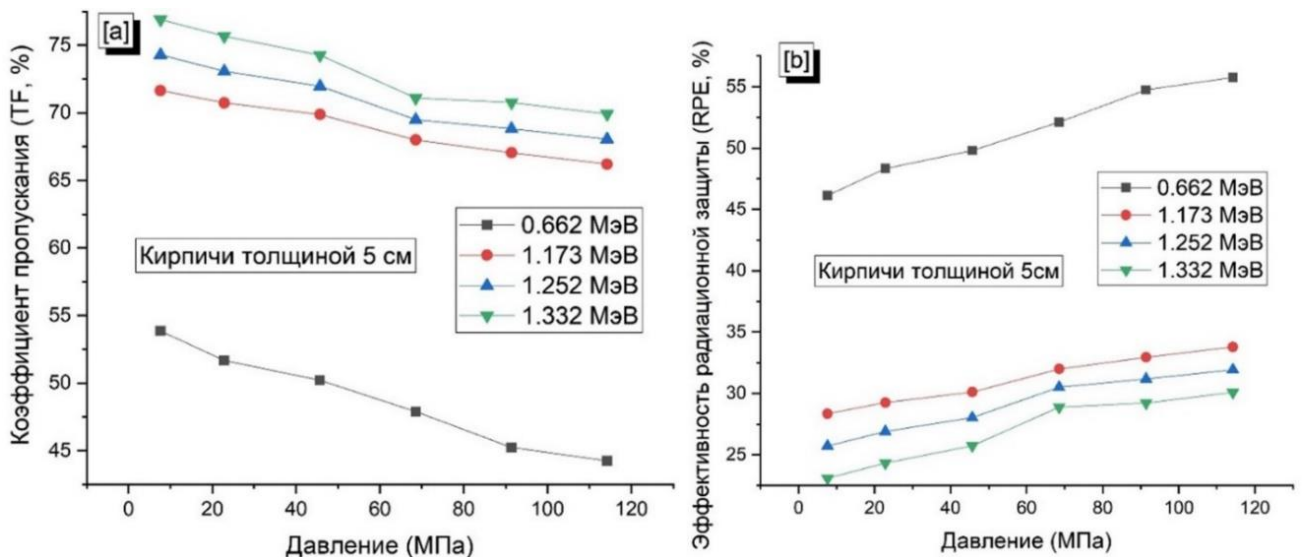 [a]
Коэффициент пропускания (TF, %)
75
70
65
60
55
50
45
Кирпичи толщиной 5 см
0.662 МэВ
1.173 МэВ
1.252 МэВ
1.332 МэВ
0
20
40
60
80
100
120
Давление (МПа)
[b]
Эффективность радиационной защиты (RPE, %)
55
50
45
40
35
30
25
0.662 МэВ
1.173 МэВ
1.252 МэВ
1.332 МэВ
Кирпичи толщиной 5см
0
20
40
60
80
100
120
Давление (МПа)